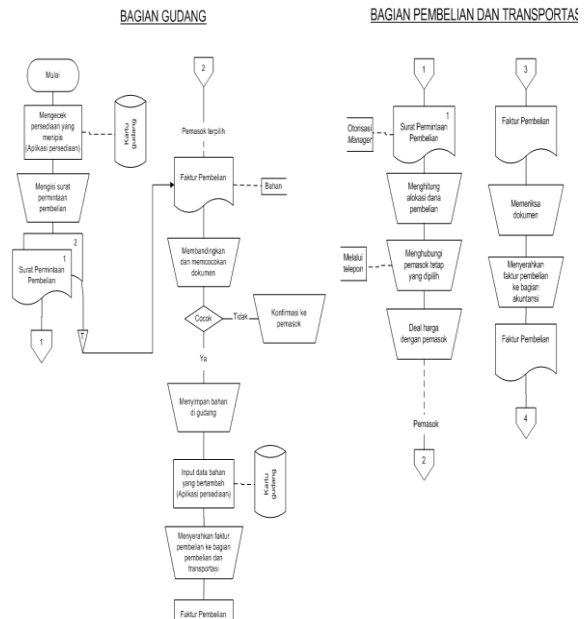 BAGIAN GUDANG
Mulai
Mengecek
persediaan yang
menipis
(Aplikasi persediaan)
Kartu
gudang
Mengisi surat
permintaan
pembelian
2
1
Surat Permintaan
Pembelian
1
T
2
Pemasok terpilih
Faktur Pembelian
Bahan
Membandingkan
dan memcocokan
dokumen
Cocok
Tidak
Konfirmasi ke
pemasok
Ya
Menyimpan bahan
di gudang
Input data bahan
yang bertambah
(Aplikasi persediaan)
Kartu
gudang
Menyerahkan faktur
pembelian ke bagian
pembelian dan
transportasi
Faktur Pembelian
BAGIAN PEMBELIAN DAN TRANSPORTAS
1
Otorisasi
Manager
1
Surat Permintaan
Pembelian
Menghitung
alokasi dana
pembelian
Melalui
telepon
Menghubungi
pemasok tetap
yang dipilih
Deal harga
dengan pemasok
Pemasok
2
3
Faktur Pembelian
Memeriksa
dokumen
Menyerahkan
faktur pembelian
ke bagian
akuntansi
Faktur Pembelian
4